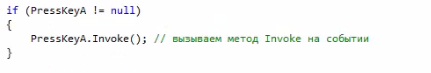 if (PressKeyA != null)
{
PressKeyA.Invoke(); // вызываем метод Invoke на событии
}